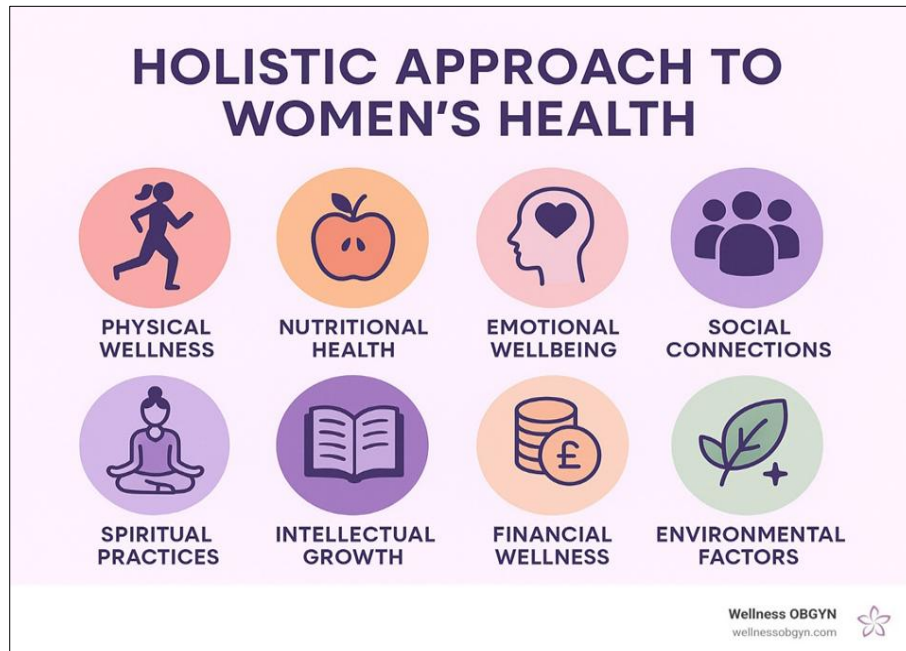 HOLISTIC APPROACH TO
WOMEN'S HEALTH
PHYSICAL
WELLNESS
NUTRITIONAL
HEALTH
EMOTIONAL
WELLBEING
SOCIAL
CONNECTIONS
£
SPIRITUAL
PRACTICES
INTELLECTUAL
GROWTH
FINANCIAL
WELLNESS
ENVIRONMENTAL
FACTORS
Wellness OBGYN
wellnessobgyn.com